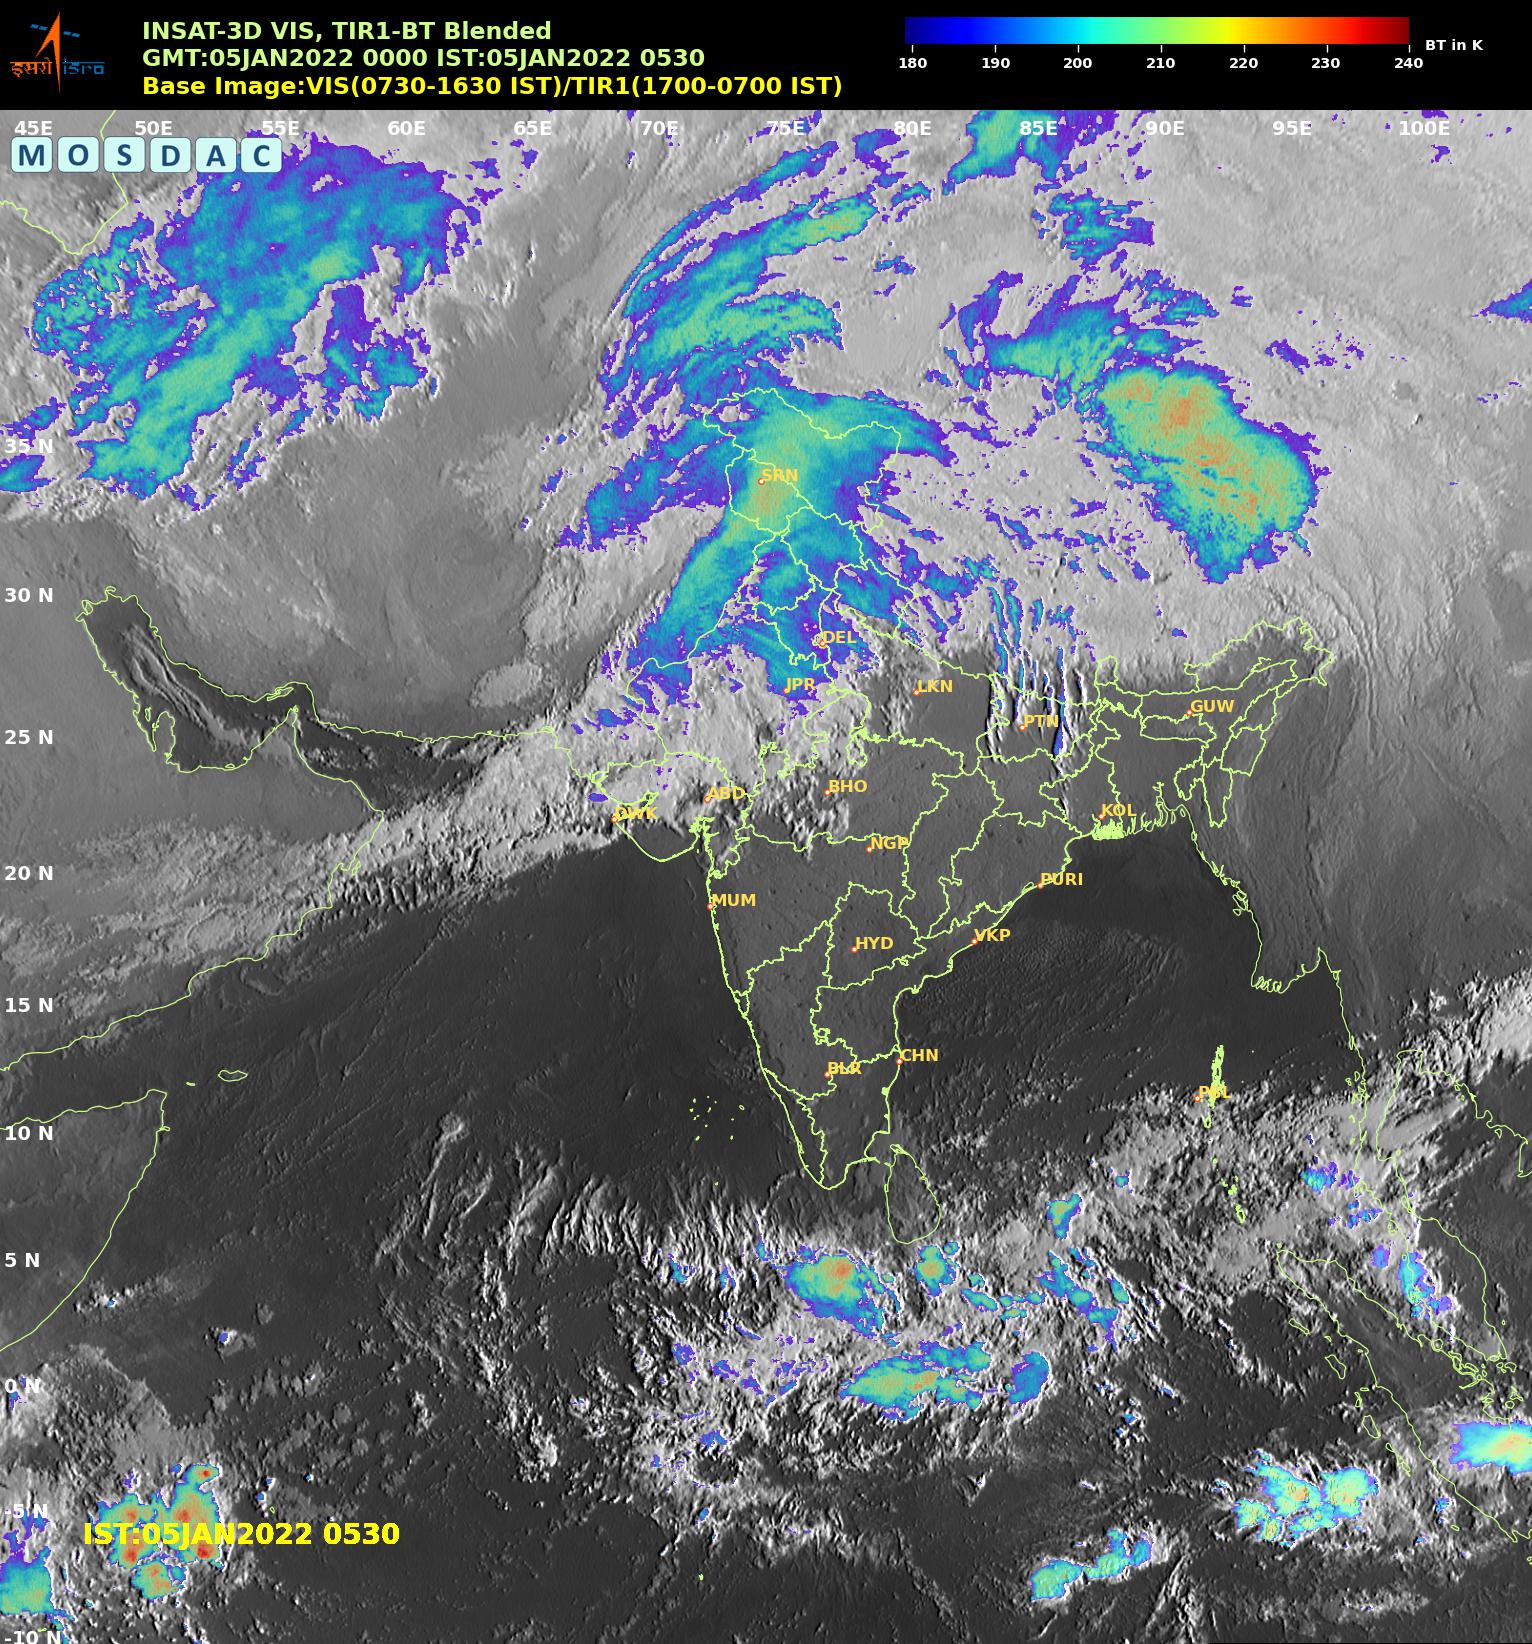 इसरो isro
INSAT-3D VIS, TIR1-BT Blended
GMT:05JAN2022 0000 IST:05JAN2022 0530
Base Image:VIS(0730-1630 IST)/TIR1(1700-0700 IST)
BT in K
180 190 200 210 220 230 240
45E 50E 55E 60E 65E 70E 75E 80E 85E 90E 95E 100E
MOSDAC
35 N
SRN
30 N
DEL
JPR LKN
GUW
PTN
25 N
BHO
ABD
DWK KOL
NGP
20 N
PURI
MUM
VKP
HYD
15 N
CHN
BLR
PBL
10 N
5 N
0 N
-5 N
IST:05JAN2022 0530
-10 N